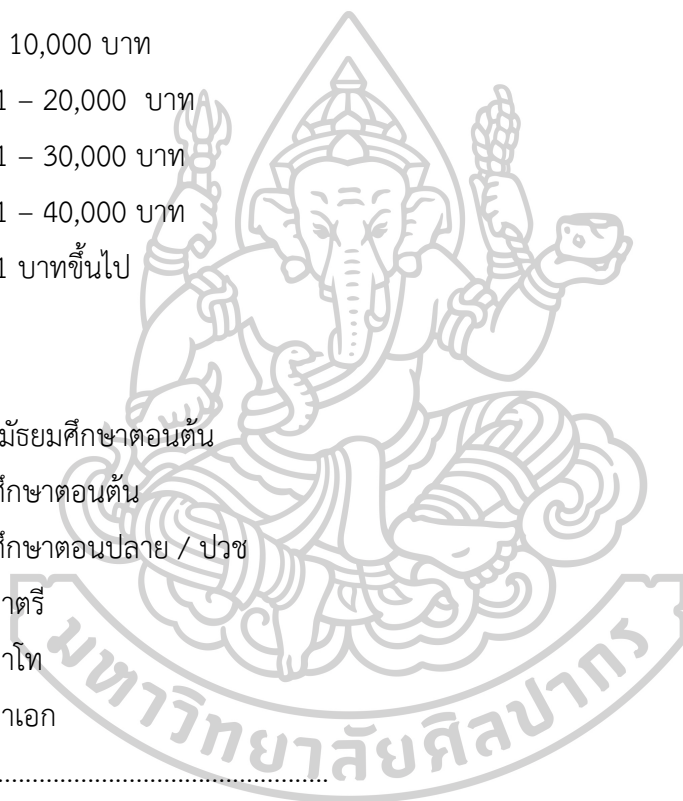 10,000 บาท
1 – 20,000 บาท
1 – 30,000 บาท
1 – 40,000 บาท
1 บาทขึ้นไป
มัธยมศึกษาตอนต้น
ศึกษาตอนต้น
ศึกษาตอนปลาย / ปวช
าตรี
าโท
าเอก
....................................................
มหาวิทยาลัยศิลปากร